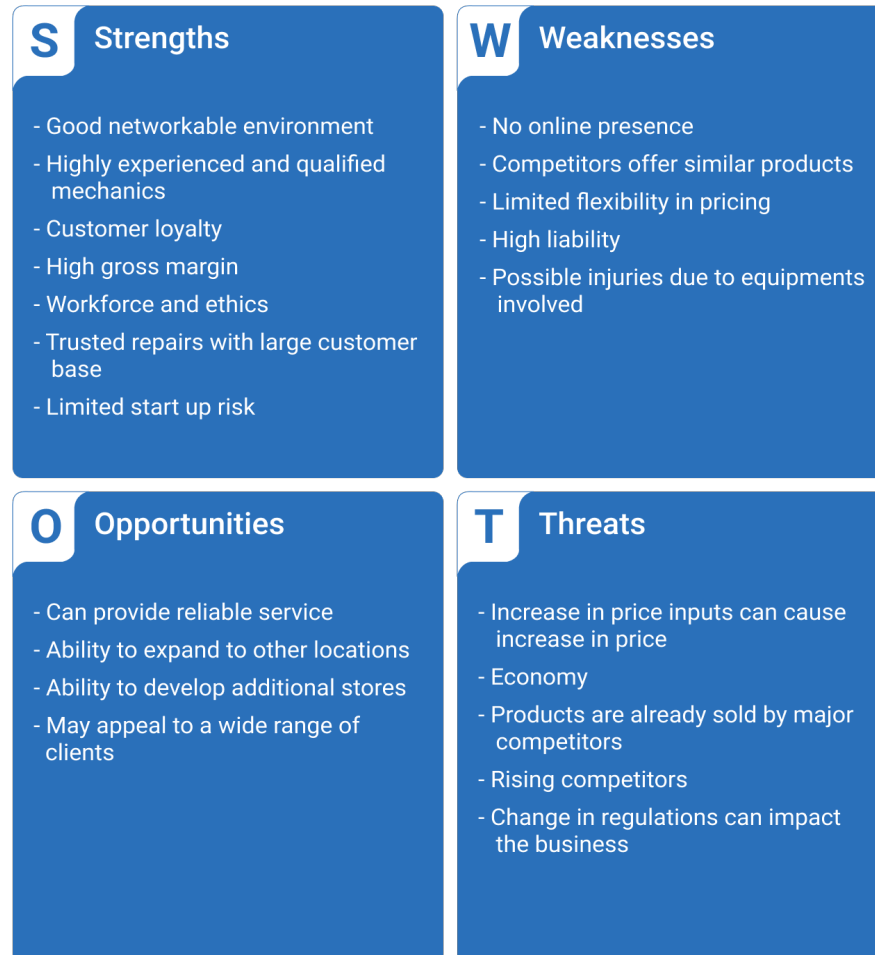 S Strengths
- Good networkable environment
- Highly experienced and qualified
mechanics
- Customer loyalty
- High gross margin
- Workforce and ethics
- Trusted repairs with large customer
base
- Limited start up risk
W Weaknesses
- No online presence
- Competitors offer similar products
- Limited flexibility in pricing
- High liability
- Possible injuries due to equipments
involved
O Opportunities
- Can provide reliable service
- Ability to expand to other locations
- Ability to develop additional stores
- May appeal to a wide range of
clients
T Threats
- Increase in price inputs can cause
increase in price
- Economy
- Products are already sold by major
competitors
- Rising competitors
- Change in regulations can impact
the business